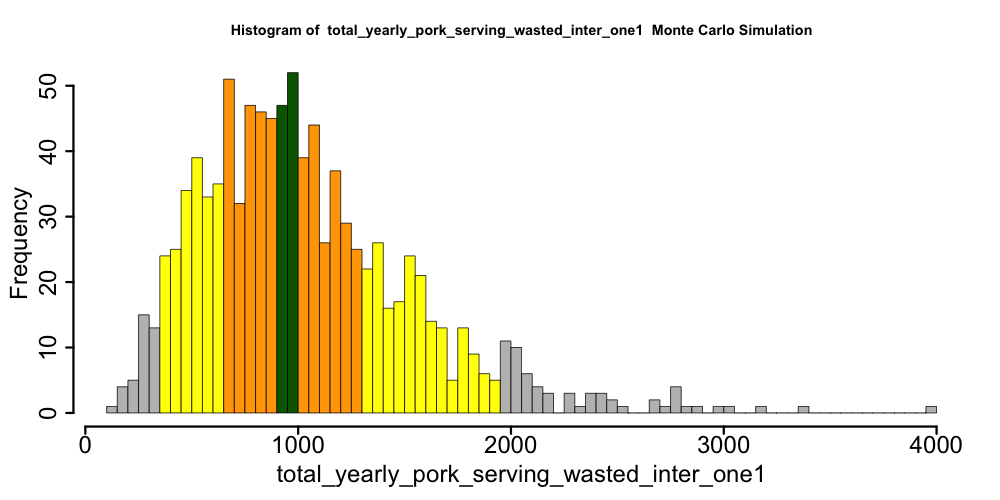 Histogram of  total_yearly_pork_serving_wasted_inter_one1  Monte Carlo Simulation
50
40
30
20
10
0
Frequency
0 1000 2000 3000 4000
total_yearly_pork_serving_wasted_inter_one1